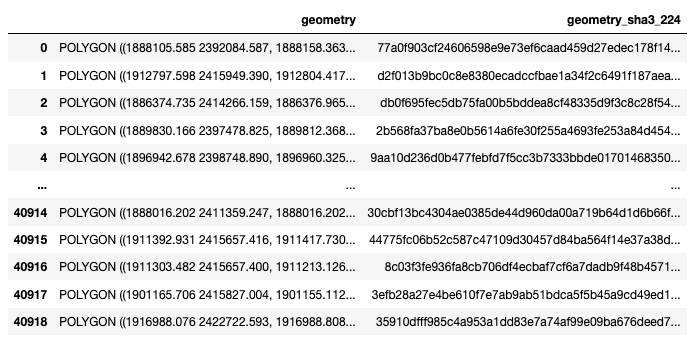 geometry geometry_sha3_224
0 POLYGON ((1888105.585 2392084.587, 1888158.363... 77a0f903cf24606598e9e73ef6caad459d27edec178f14...
1 POLYGON ((1912797.598 2415949.390, 1912804.417... d2f013b9bc0c8e8380ecadccfbae1a34f2c6491f187aea...
2 POLYGON ((1886374.735 2414266.159, 1886376.965... db0f695fec5db75fa00b5bddea8cf48335d9f3c8c28f54...
3 POLYGON ((1889830.166 2397478.825, 1889812.368... 2b568fa37ba8e0b5614a6fe30f255a4693fe253a84d454...
4 POLYGON ((1896942.678 2398748.890, 1896960.325... 9aa10d236d0b477febfd7f5cc3b7333bbde01701468350...
... ... ...
40914 POLYGON ((1888016.202 2411359.247, 1888016.202... 30cbf13bc4304ae0385de44d960da00a719b64d1d6b66f...
40915 POLYGON ((1911392.931 2415657.416, 1911417.730... 44775fc06b52c587c47109d30457d84ba564f14e37a38d...
40916 POLYGON ((1911303.482 2415657.400, 1911213.126... 8c03f3fe936fa8cb706df4ecbaf7cf6a7dadb9f48b4571...
40917 POLYGON ((1901165.706 2415827.004, 1901155.112... 3efb28a27e4be610f7e7ab9ab51bdca5f5b45a9cd49ed1...
40918 POLYGON ((1916988.076 2422722.593, 1916988.808... 35910dfff985c4a953a1dd83e7a74af99e09ba676deed7...